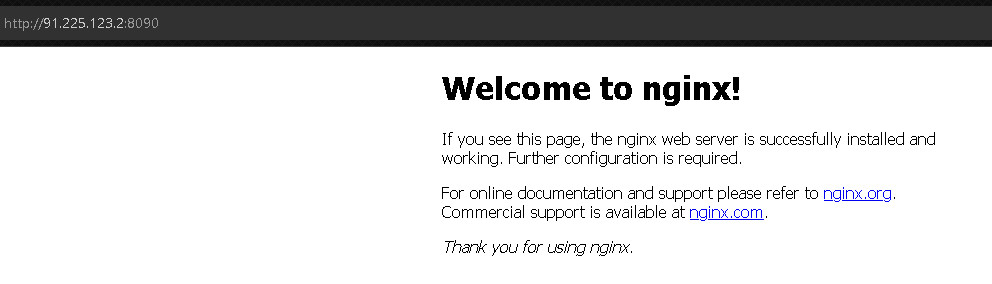 http://91.225.123.2:8090
Welcome to nginx!
If you see this page, the nginx web server is successfully installed and
working. Further configuration is required.
For online documentation and support please refer to nginx.org.
Commercial support is available at nginx.com.
Thank you for using nginx.